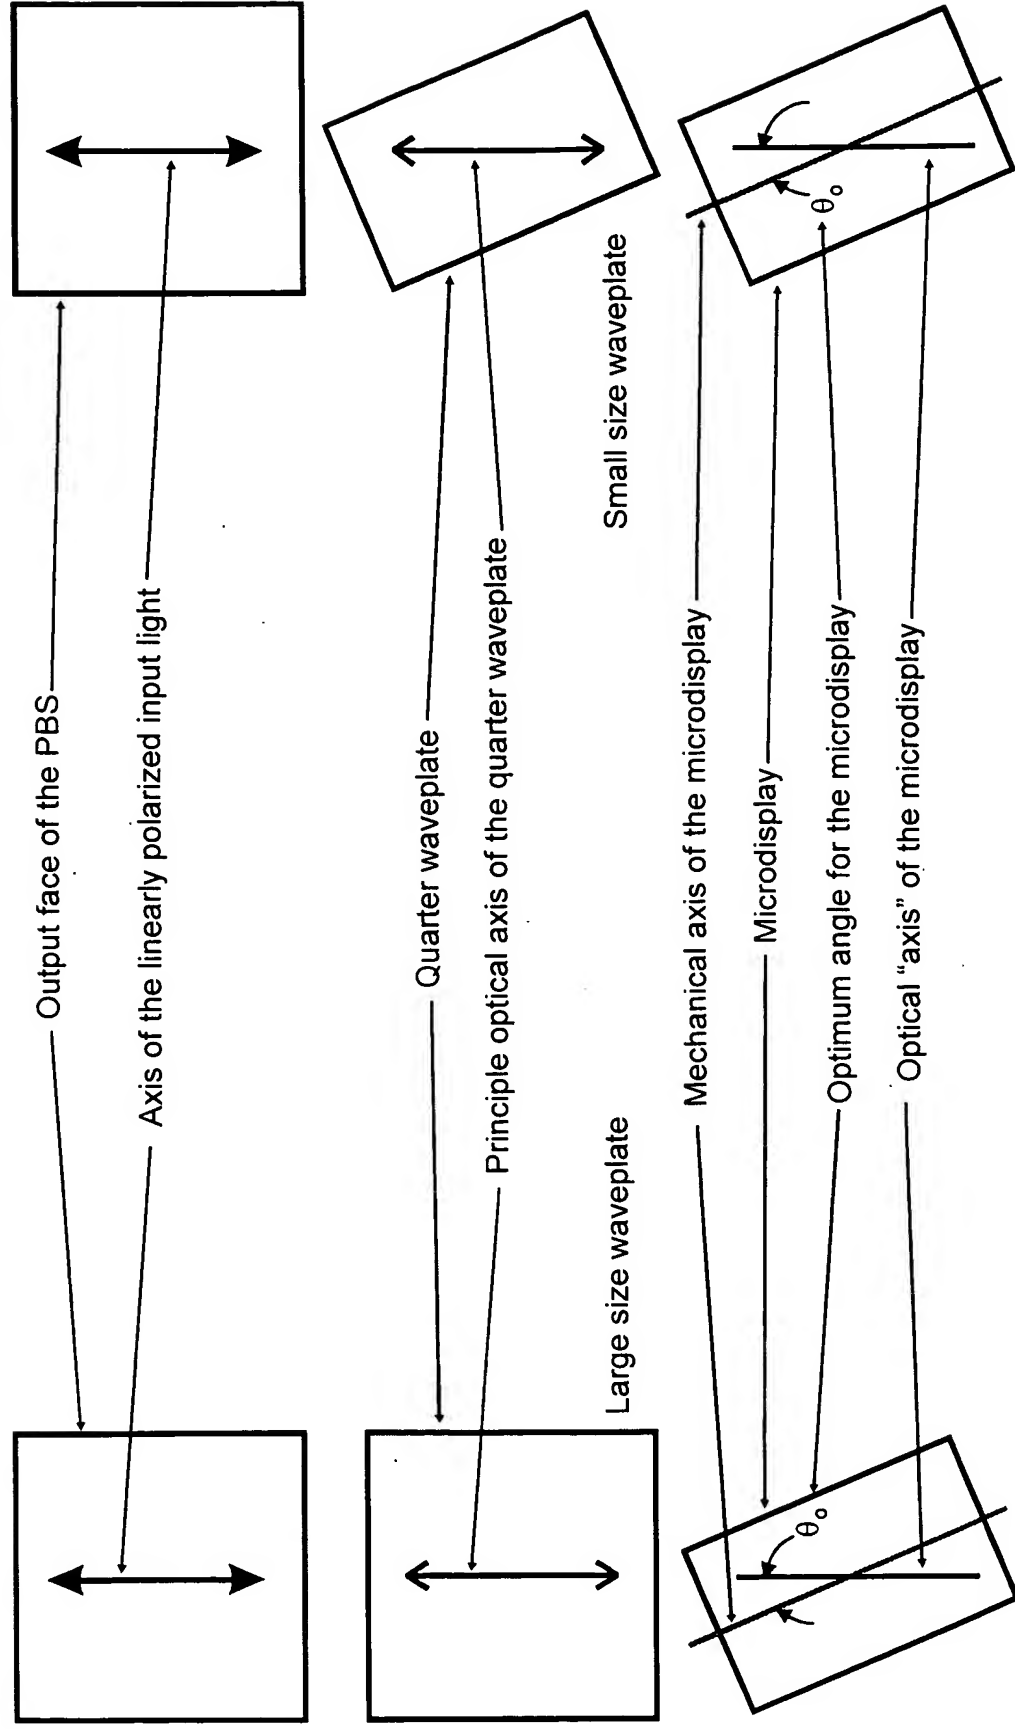 Output face of the PBS
Axis of the linearly polarized input light
Quarter waveplate
Principle optical axis of the quarter waveplate
Large size waveplate
Small size waveplate
Mechanical axis of the microdisplay
Microdisplay
Optimum angle for the microdisplay
Optical “axis” of the microdisplay
θo
θo